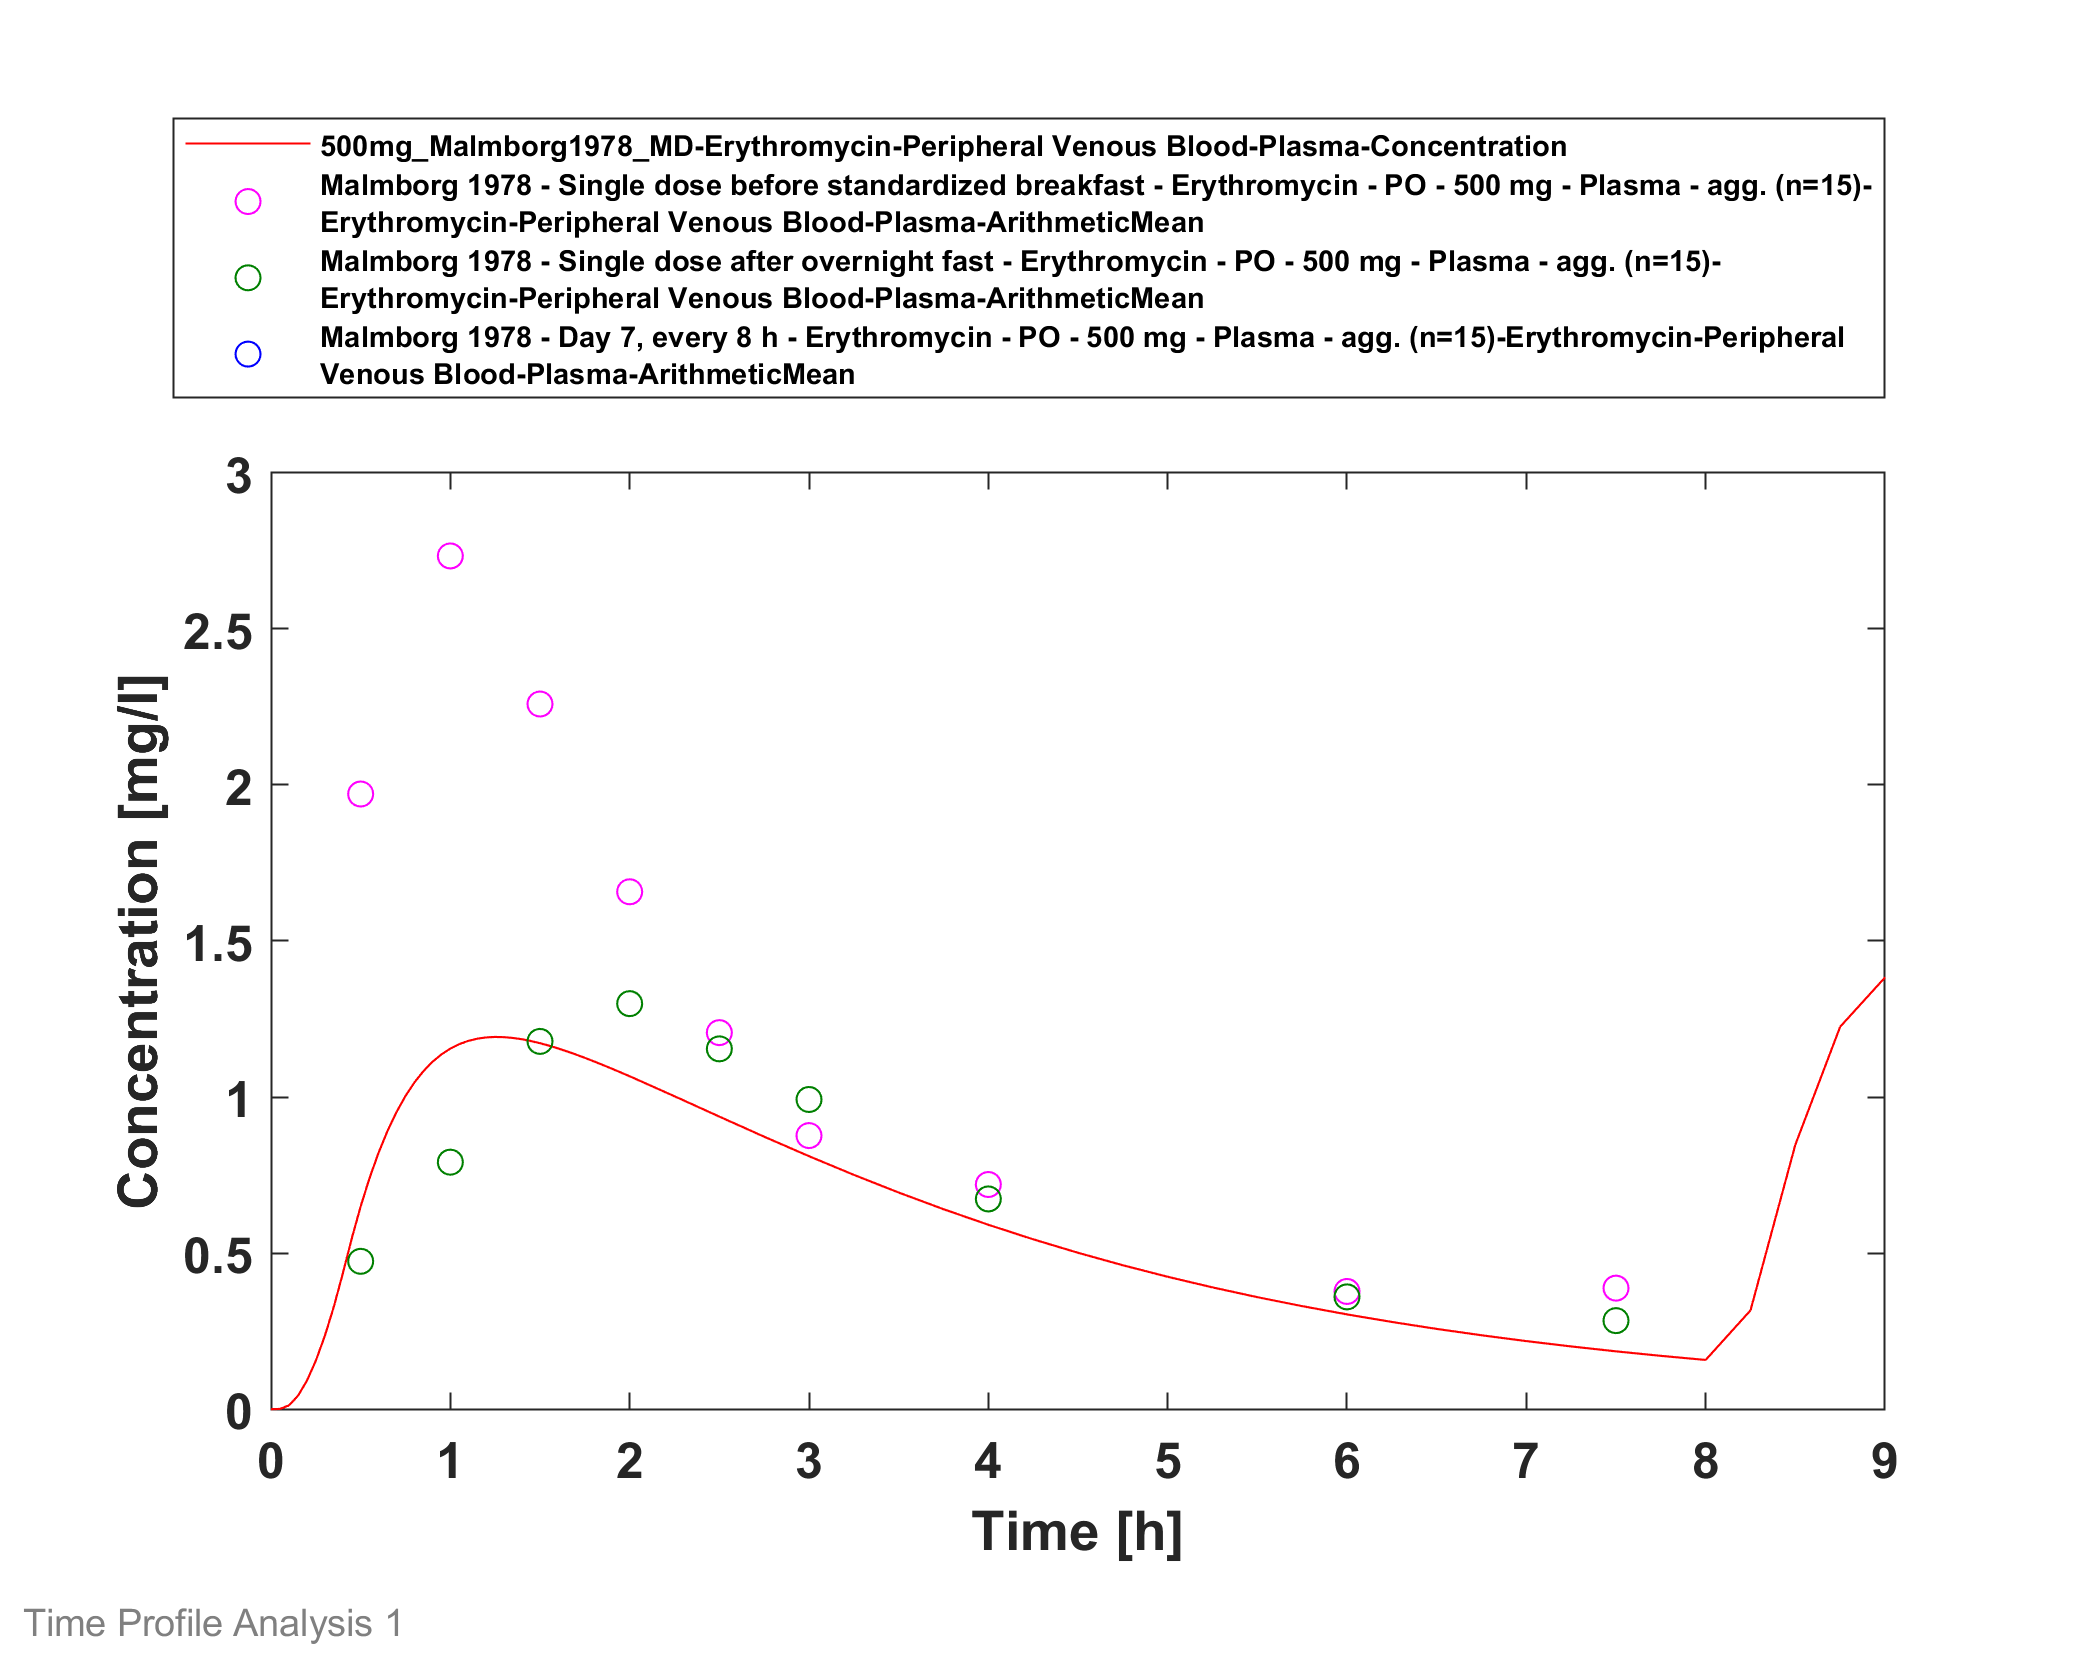 500mg_Malmborg1978_MD-Erythromycin-Peripheral Venous Blood-Plasma-Concentration
Malmborg 1978 - Single dose before standardized breakfast - Erythromycin - PO - 500 mg - Plasma - agg. (n=15)-
Erythromycin-Peripheral Venous Blood-Plasma-ArithmeticMean
Malmborg 1978 - Single dose after overnight fast - Erythromycin - PO - 500 mg - Plasma - agg. (n=15)-
Erythromycin-Peripheral Venous Blood-Plasma-ArithmeticMean
Malmborg 1978 - Day 7, every 8 h - Erythromycin - PO - 500 mg - Plasma - agg. (n=15)-Erythromycin-Peripheral
Venous Blood-Plasma-ArithmeticMean
3
2.5
2
1.5
1
0.5
0
Concentration [mg/l]
0 1 2 3 4 5 6 7 8 9
Time [h]
Time Profile Analysis 1